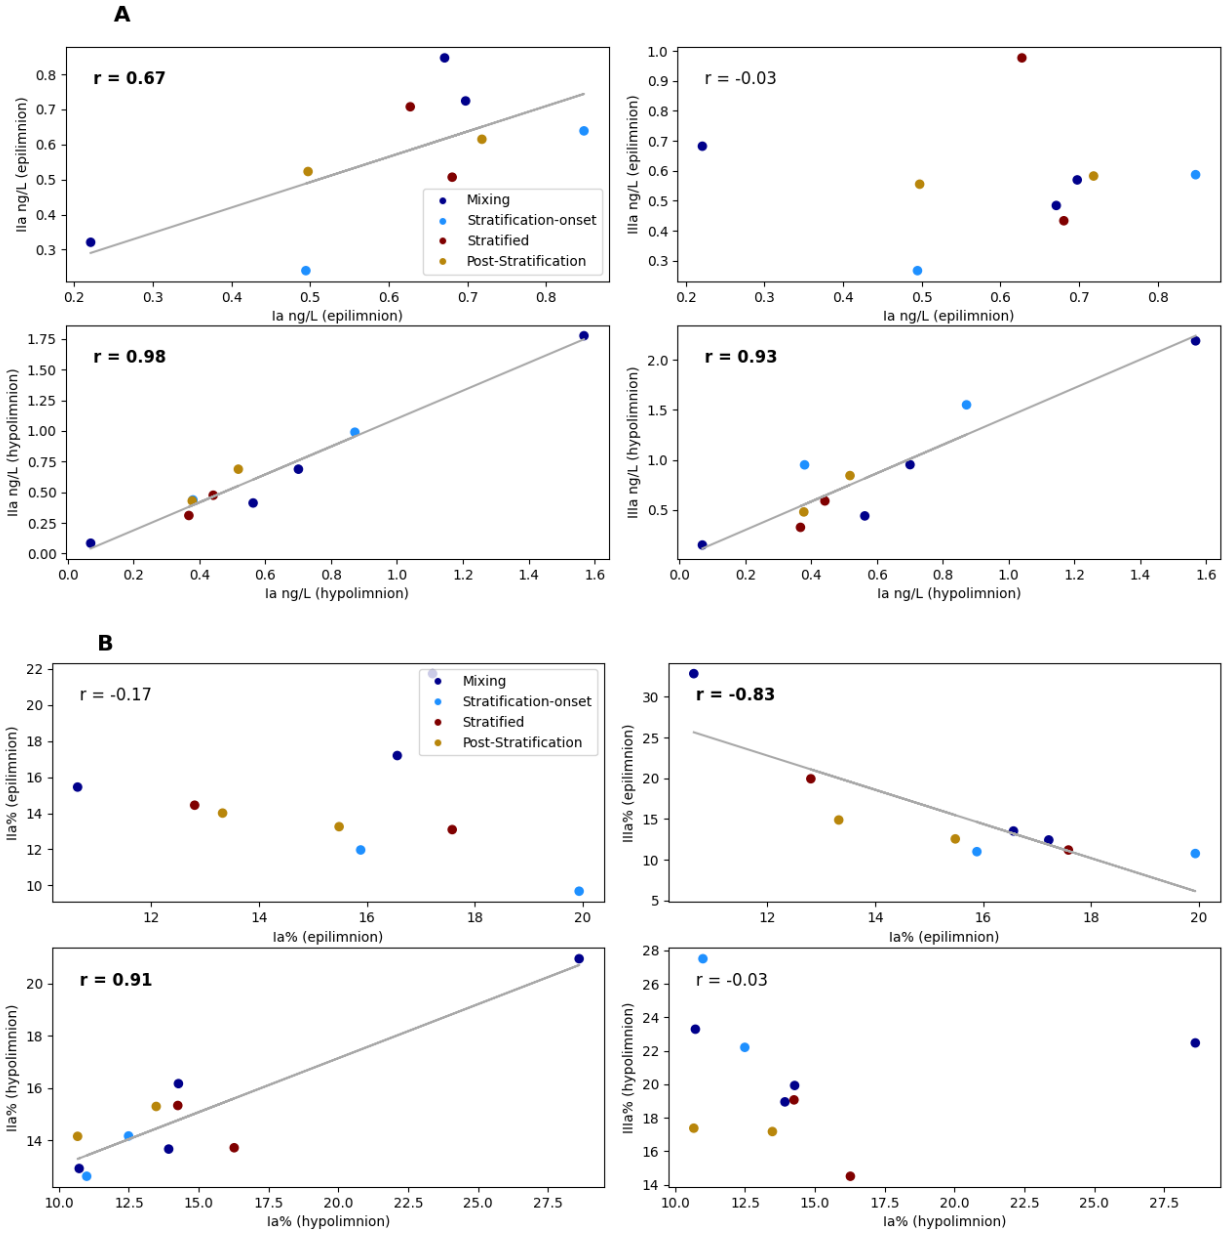 A
r = 0.67
IIa ng/L (epilimnion)
0.8
0.7
0.6
0.5
0.4
0.3
Mixing
Stratification-onset
Stratified
Post-Stratification
0.2 0.3 0.4 0.5 0.6 0.7 0.8
Ia ng/L (epilimnion)
r = -0.03
IIIa ng/L (epilimnion)
1.0
0.9
0.8
0.7
0.6
0.5
0.4
0.3
0.2 0.3 0.4 0.5 0.6 0.7 0.8
Ia ng/L (epilimnion)
r = 0.98
IIa ng/L (hypolimnion)
1.75
1.50
1.25
1.00
0.75
0.50
0.25
0.00
0.0 0.2 0.4 0.6 0.8 1.0 1.2 1.4 1.6
Ia ng/L (hypolimnion)
r = 0.93
IIIa ng/L (hypolimnion)
2.0
1.5
1.0
0.5
0.0 0.2 0.4 0.6 0.8 1.0 1.2 1.4 1.6
Ia ng/L (hypolimnion)
B
r = -0.17
IIa% (epilimnion)
22
20
18
16
14
12
10
Mixing
Stratification-onset
Stratified
Post-Stratification
12 14 16 18 20
Ia% (epilimnion)
r = -0.83
IIIa% (epilimnion)
30
25
20
15
10
5
12 14 16 18 20
Ia% (epilimnion)
r = 0.91
IIa% (hypolimnion)
20
18
16
14
10.0 12.5 15.0 17.5 20.0 22.5 25.0 27.5
Ia% (hypolimnion)
r = -0.03
IIIa% (hypolimnion)
28
26
24
22
20
18
16
14
10.0 12.5 15.0 17.5 20.0 22.5 25.0 27.5
Ia% (hypolimnion)